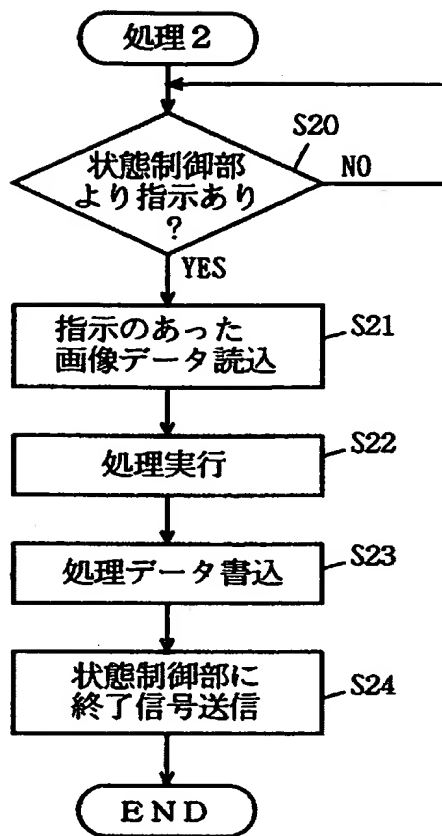 処理2
S20
状態制御部
より指示あり
?
NO
YES
指示のあった
画像データ読込
S21
処理実行
S22
処理データ書込
S23
状態制御部に
終了信号送信
S24
END